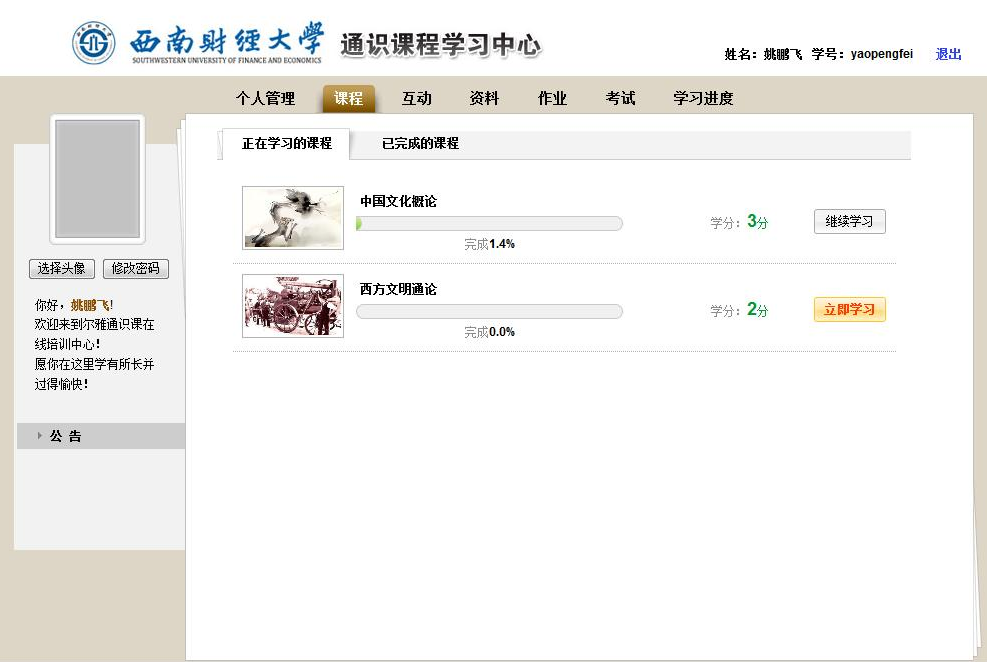 西南财经大学
SOUTHWESTERN UNIVERSITY OF FINANCE AND ECONOMICS
通识课程学习中心
姓名：姚鹏飞 学号：yaopengfei 退出
个人管理 课程 互动 资料 作业 考试 学习进度
正在学习的课程 已完成的课程
中国文化概论
学分：3分 继续学习
完成1.4%
西方文明通论
学分：2分 立即学习
完成0.0%
选择头像 修改密码
你好，姚鹏飞!
欢迎来到尔雅通识课在
线培训中心!
愿你在这里学有所长并
过得愉快!
公 告